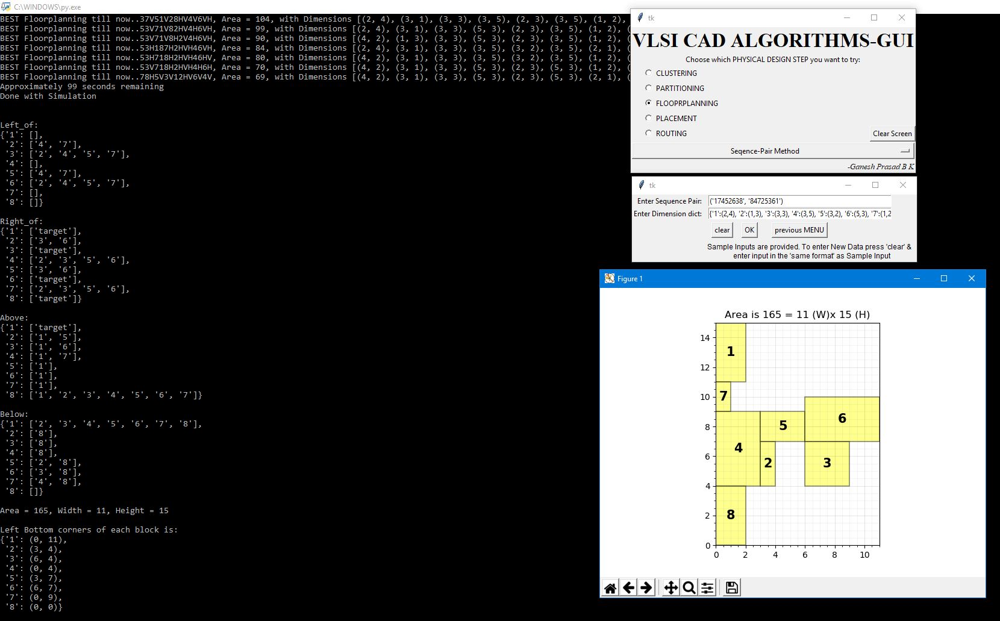 C:\WINDOWS\py.exe
BEST Floorplanning till now..37V51V28HV4V6VH, Area = 104, with Dimensions [(2, 4), (3, 1), (3, 3), (3, 5), (2, 3), (3, 5), (1, 2),
BEST Floorplanning till now..53V71V82HV4H6VH, Area = 99, with Dimensions [(2, 4), (3, 1), (3, 3), (5, 3), (2, 3), (3, 5), (1, 2), (
BEST Floorplanning till now..53V71V8H2V4H6VH, Area = 90, with Dimensions [(4, 2), (1, 3), (3, 3), (5, 3), (2, 3), (3, 5), (1, 2), (
BEST Floorplanning till now..53H187H2HVH46VH, Area = 84, with Dimensions [(2, 4), (3, 1), (3, 3), (3, 5), (3, 2), (3, 5), (2, 1), (
BEST Floorplanning till now..53H718H2HVH46HV, Area = 80, with Dimensions [(4, 2), (3, 1), (3, 3), (3, 5), (3, 2), (3, 5), (1, 2), (
BEST Floorplanning till now..53V718H2HVH4H6H, Area = 70, with Dimensions [(4, 2), (3, 1), (3, 3), (3, 5), (2, 3), (5, 3), (1, 2), (
BEST Floorplanning till now..78H5V3V12HV6V4V, Area = 69, with Dimensions [(4, 2), (3, 1), (3, 3), (5, 3), (2, 3), (5, 3), (2, 1), (
Approximately 99 seconds remaining
Done with Simulation
Left_of:
{'1': [],
'2': ['4', '7'],
'3': ['2', '4', '5', '7'],
'4': [],
'5': ['4', '7'],
'6': ['2', '4', '5', '7'],
'7': [],
'8': []}
Right_of:
{'1': ['target'],
'2': ['3', '6'],
'3': ['target'],
'4': ['2', '3', '5', '6'],
'5': ['3', '6'],
'6': ['target'],
'7': ['2', '3', '5', '6'],
'8': ['target']}
Above:
{'1': ['target'],
'2': ['1', '5'],
'3': ['1', '6'],
'4': ['1', '7'],
'5': ['1'],
'6': ['1'],
'7': ['1'],
'8': ['1', '2', '3', '4', '5', '6', '7']}
Below:
{'1': ['2', '3', '4', '5', '6', '7', '8'],
'2': ['8'],
'3': ['8'],
'4': ['8'],
'5': ['2', '8'],
'6': ['3', '8'],
'7': ['4', '8'],
'8': []}
Area = 165, Width = 11, Height = 15
Left Bottom corners of each block is:
{'1': (0, 11),
'2': (3, 4),
'3': (6, 4),
'4': (0, 4),
'5': (3, 7),
'6': (6, 7),
'7': (0, 9),
'8': (0, 0)}
tk
VLSI CAD ALGORITHMS-GUI
Choose which PHYSICAL DESIGN STEP you want to try:
CLUSTERING
PARTITIONING
FLOOPRPLANNING
PLACEMENT
ROUTING
Clear Screen
Seqence-Pair Method
-Ganesh Prasad B K
tk
Enter Sequence Pair: ('17452638', '84725361')
Enter Dimension dict: {'1':(2,4), '2':(1,3), '3':(3,3), '4':(3,5), '5':(3,2), '6':(5,3), '7':(1,2
clear OK previous MENU
Sample Inputs are provided. To enter New Data press 'clear' &
enter input in the 'same format' as Sample Input
Figure 1
Area is 165 = 11 (W)x 15 (H)
14
1
12
10
7
6
8
5
4
6
2
3
4
2
8
0
0 2 4 6 8 10